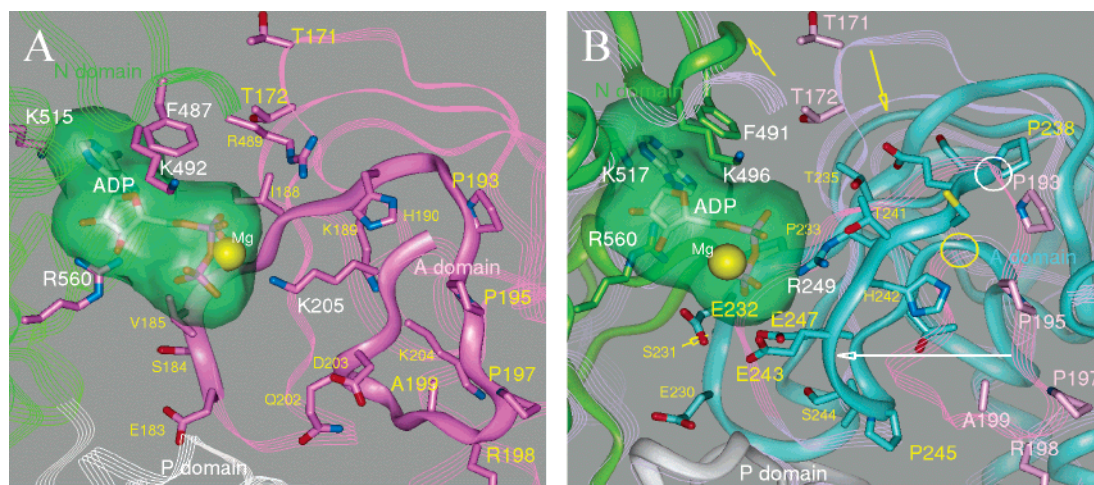 A
T171
N domain
K515
F487
T172
R489
K492
ADP
I188
P193
H190
Mg
K189
A domain
R560
K205
P195
V185
S184
D203
K204
P197
Q202
A199
E183
R198
P domain
B
T171
N domain
T172
F491
P238
K517
K496
T235
P193
ADP
T241
P233
Mg
A domain
R560
R249
H242
E232
E247
P195
S231
E243
P197
E230
S244
A199
R198
P245
P domain